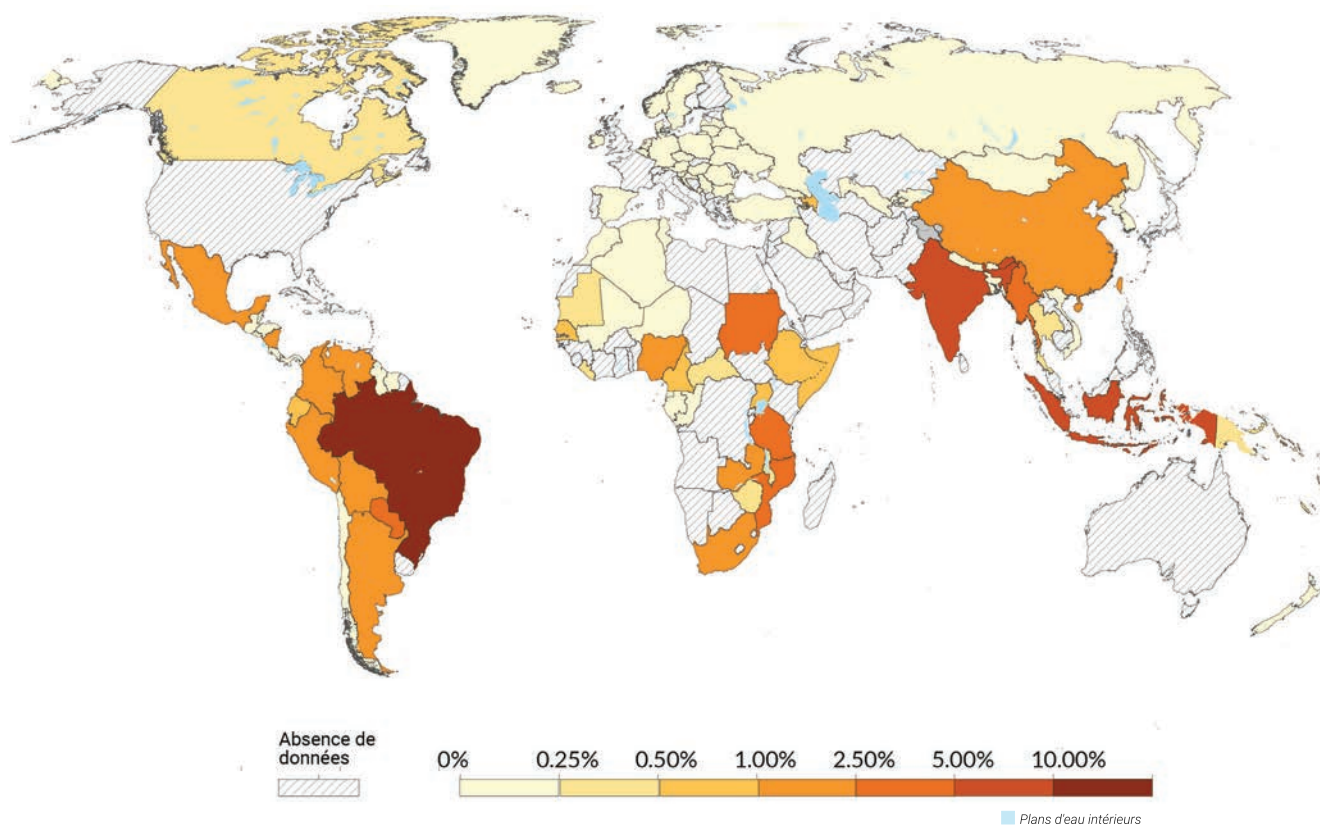 Absence de
données
0% 0.25% 0.50% 1.00% 2.50% 5.00% 10.00%
Plans d'eau intérieurs